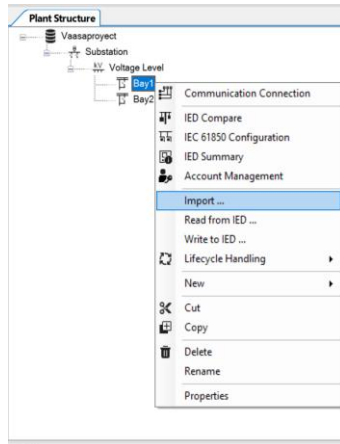 Plant Structure
Vaasaproyect
Substation
kV Voltage Level
Bay1
Bay2
Communication Connection
IED Compare
IEC 61850 Configuration
IED Summary
Account Management
Import ...
Read from IED ...
Write to IED ...
Lifecycle Handling
New
Cut
Copy
Delete
Rename
Properties